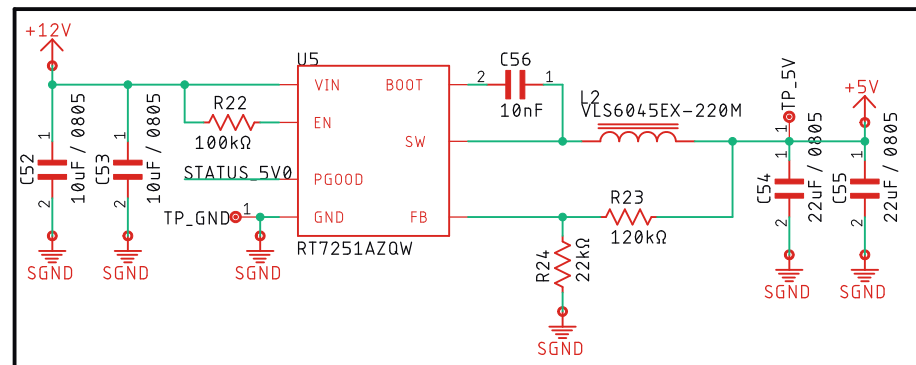 +12V
U5
VIN
BOOT
EN
SW
PGOOD
GND
FB
RT7251AZQW
R22
100kΩ
STATUS_5V0
TP_GND
1
C52
10uF / 0805
1
2
SGND
C53
10uF / 0805
1
2
SGND
SGND
C56
2
1
10nF
L2
VLS6045EX-220M
R23
120kΩ
R24
22kΩ
SGND
TP_5V
1
+5V
C54
22uF / 0805
1
2
SGND
C55
22uF / 0805
1
2
SGND